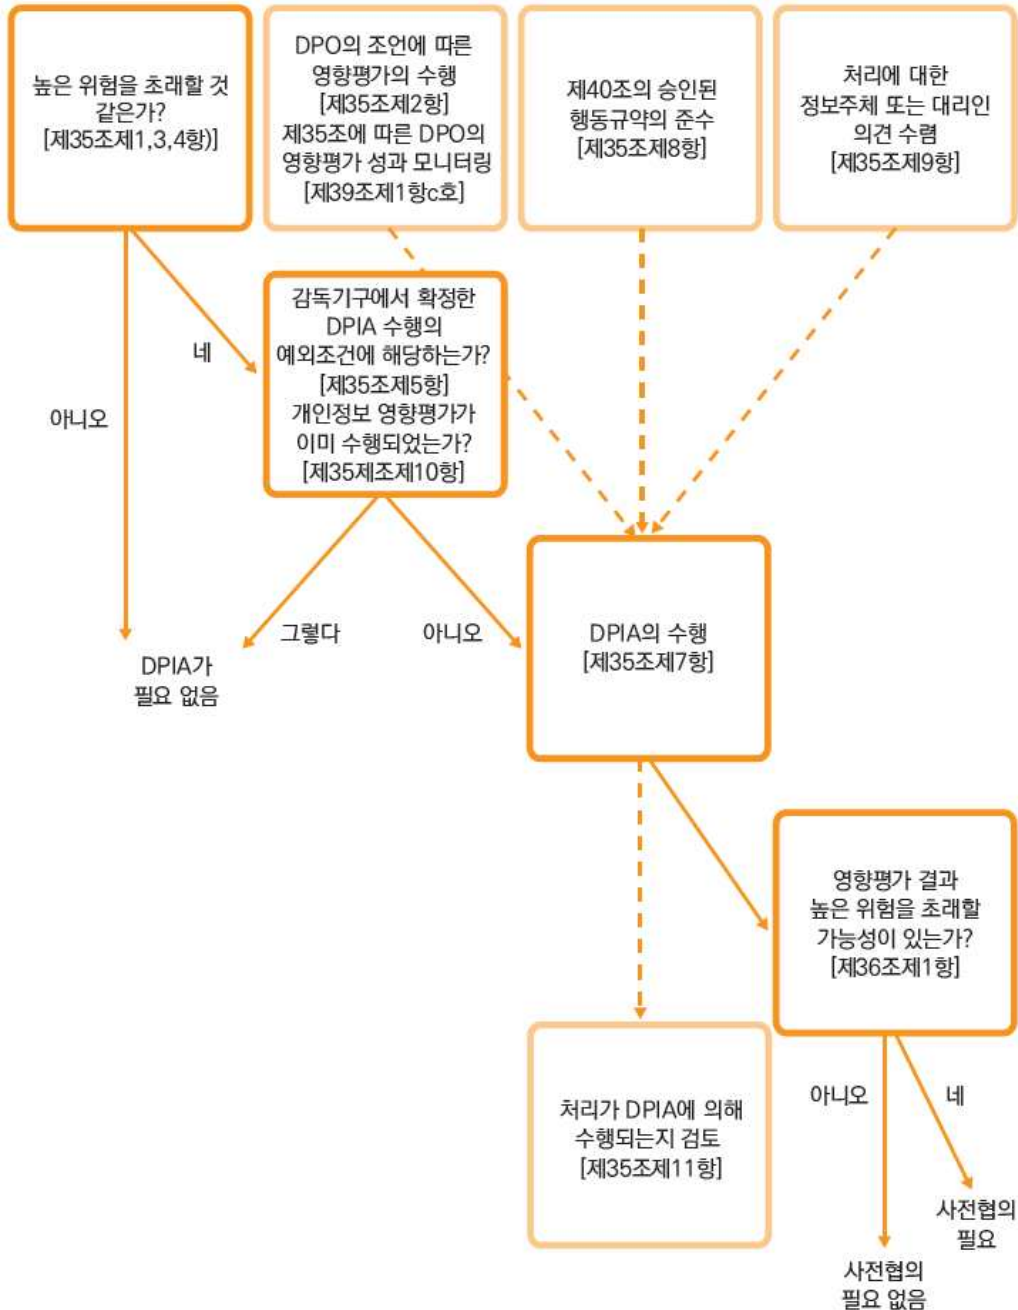 높은 위험을 초래할 것
같은가?
[제35조제1,3,4항)]
DPO의 조언에 따른
영향평가의 수행
[제35조제2항]
제35조에 따른 DPO의
영향평가 성과 모니터링
[제39조제1항c호]
제40조의 승인된
행동규약의 준수
[제35조제8항]
처리에 대한
정보주체 또는 대리인
의견 수렴
[제35조제9항]
네
아니오
감독기구에서 확정한
DPIA 수행의
예외조건에 해당하는가?
[제35조제5항]
개인정보 영향평가가
이미 수행되었는가?
[제35제조제10항]
그렇다
아니오
DPIA가
필요 없음
DPIA의 수행
[제35조제7항]
영향평가 결과
높은 위험을 초래할
가능성이 있는가?
[제36조제1항]
처리가 DPIA에 의해
수행되는지 검토
[제35조제11항]
아니오
네
사전협의
필요
사전협의
필요 없음